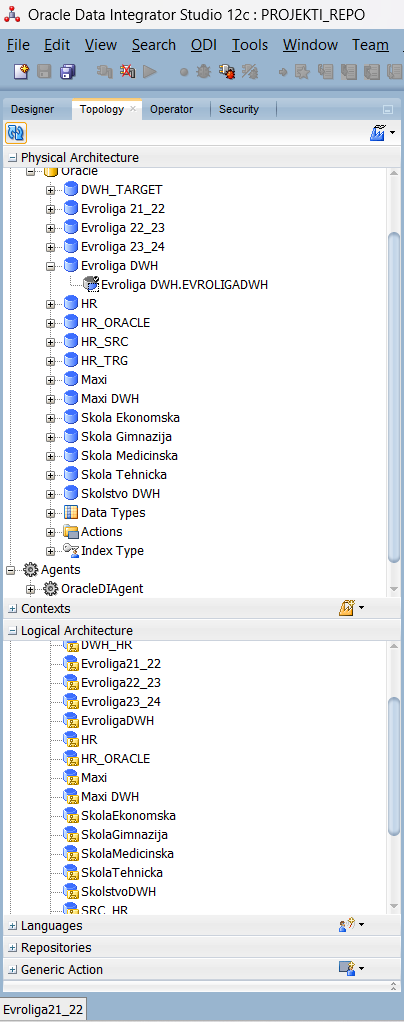 Oracle Data Integrator Studio 12c : PROJEKTI_REPO
File Edit View Search ODI Tools Window Team
Designer Topology Operator Security
Physical Architecture
Oracle
DWH_TARGET
Evroliga 21_22
Evroliga 22_23
Evroliga 23_24
Evroliga DWH
Evroliga DWH.EVROLIGADWH
HR
HR_ORACLE
HR_SRC
HR_TRG
Maxi
Maxi DWH
Skola Ekonomska
Skola Gimnazija
Skola Medicinska
Skola Tehnicka
Skolstvo DWH
Data Types
Actions
Index Type
Agents
OracleDIAgent
Contexts
Logical Architecture
DWH_HR
Evroliga21_22
Evroliga22_23
Evroliga23_24
EvroligaDWH
HR
HR_ORACLE
Maxi
Maxi DWH
SkolaEkonomska
SkolaGimnazija
SkolaMedicinska
SkolaTehnicka
SkolstvoDWH
SRC_HR
Languages
Repositories
Generic Action
Evroliga21_22